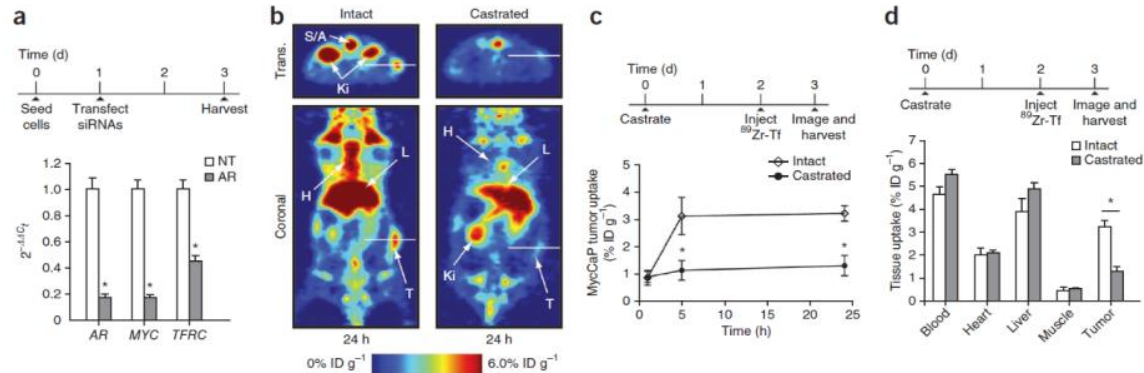 a
Time (d)
0 1 2 3
Seed cells
Transfect siRNAs
Harvest
NT
AR
2^-ΔΔCt
1.2
1.0
0.8
0.6
0.4
0.2
0
* * *
AR MYC TFRC
b
Intact Castrated
Trans.
S/A
Ki
Coronal
H
L
H
L
Ki
T
T
24 h 24 h
0% ID g⁻¹ 6.0% ID g⁻¹
c
Time (d)
0 1 2 3
Castrate
Inject ⁸⁹Zr-Tf
Image and harvest
Intact
Castrated
MycCaP tumor uptake
(% ID g⁻¹)
5
4
3
2
1
0
* *
0 5 10 15 20 25
Time (h)
d
Time (d)
0 1 2 3
Castrate
Inject ⁸⁹Zr-Tf
Image and harvest
Intact
Castrated
Tissue uptake (% ID g⁻¹)
7
6
5
4
3
2
1
0
*
Blood Heart Liver Muscle Tumor